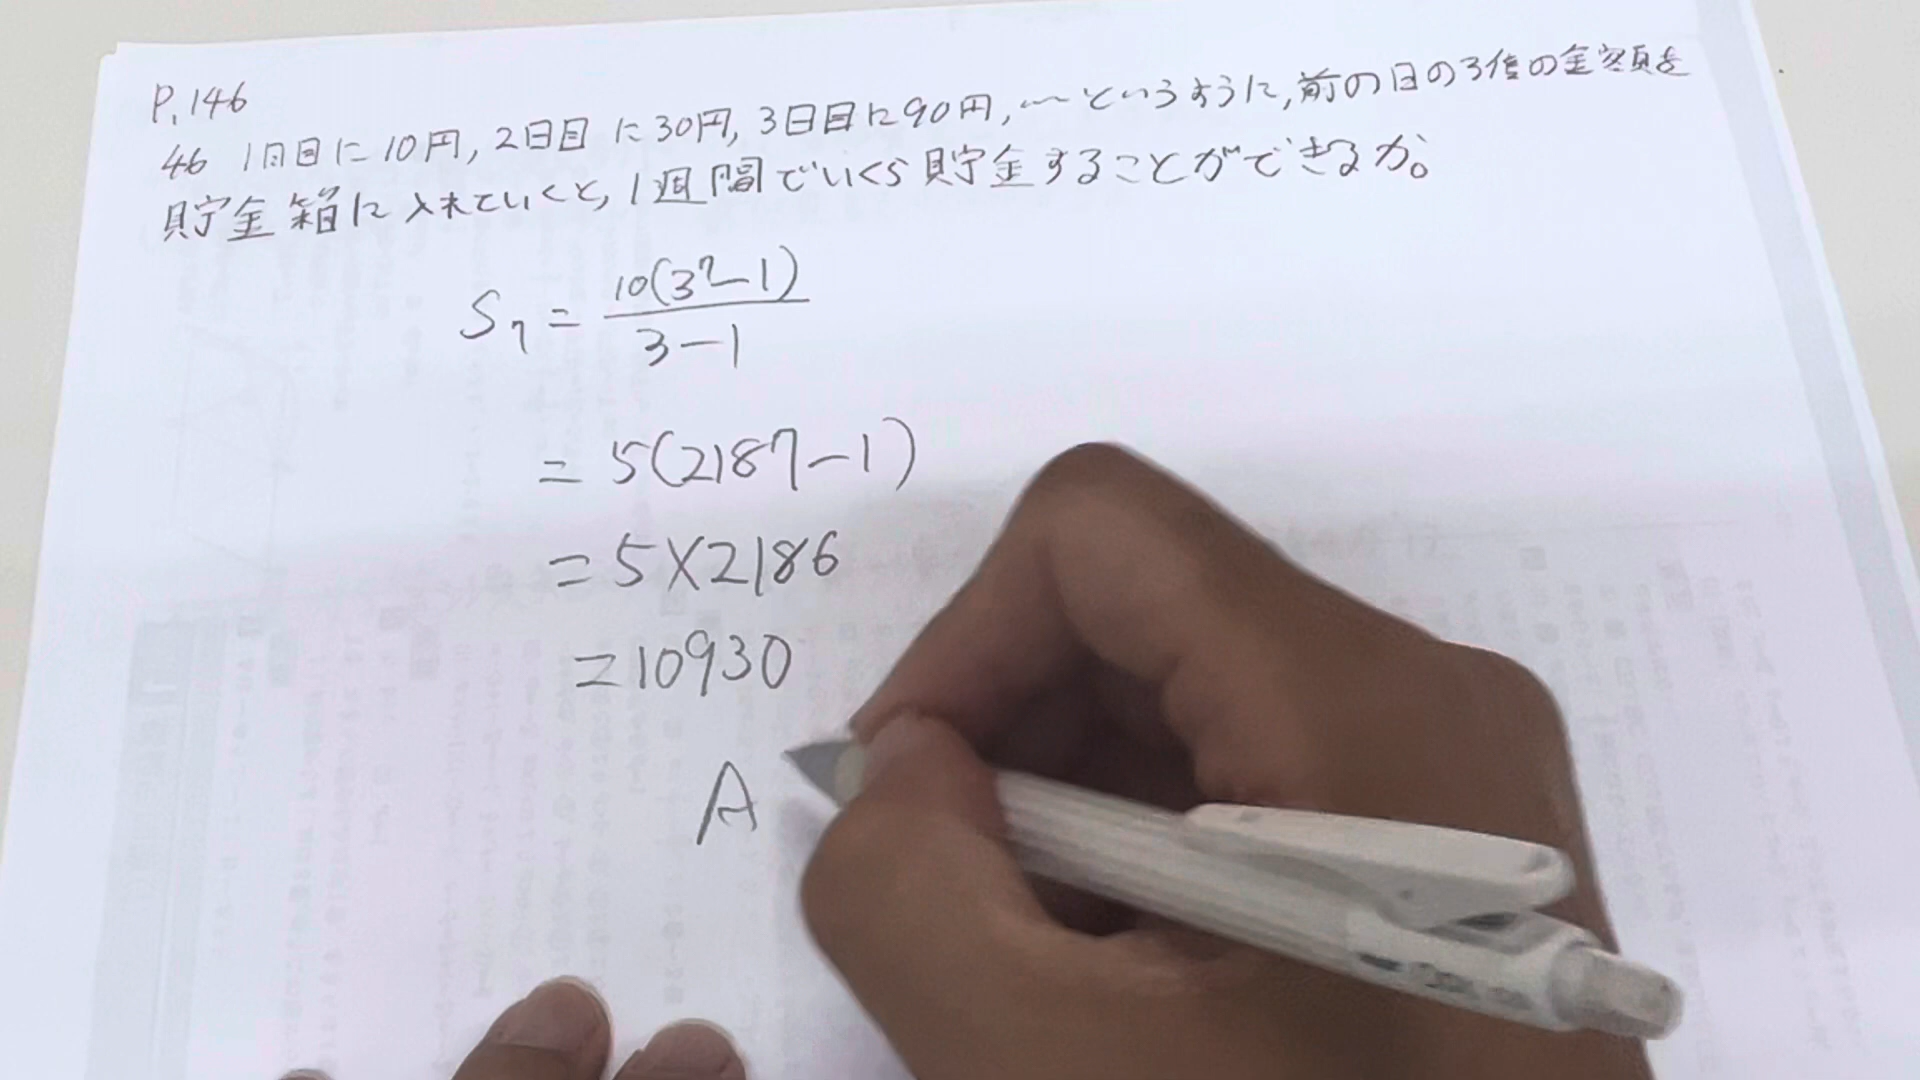 P.146
46 1日目に10円,2日目に30円,3日目に90円,〜というように,前の日の3倍の金額を
貯金箱に入れていくと,1週間でいくら貯金することができるか。
S₇ = 10(3⁷−1) / 3−1
= 5(2187−1)
= 5×2186
=10930
A